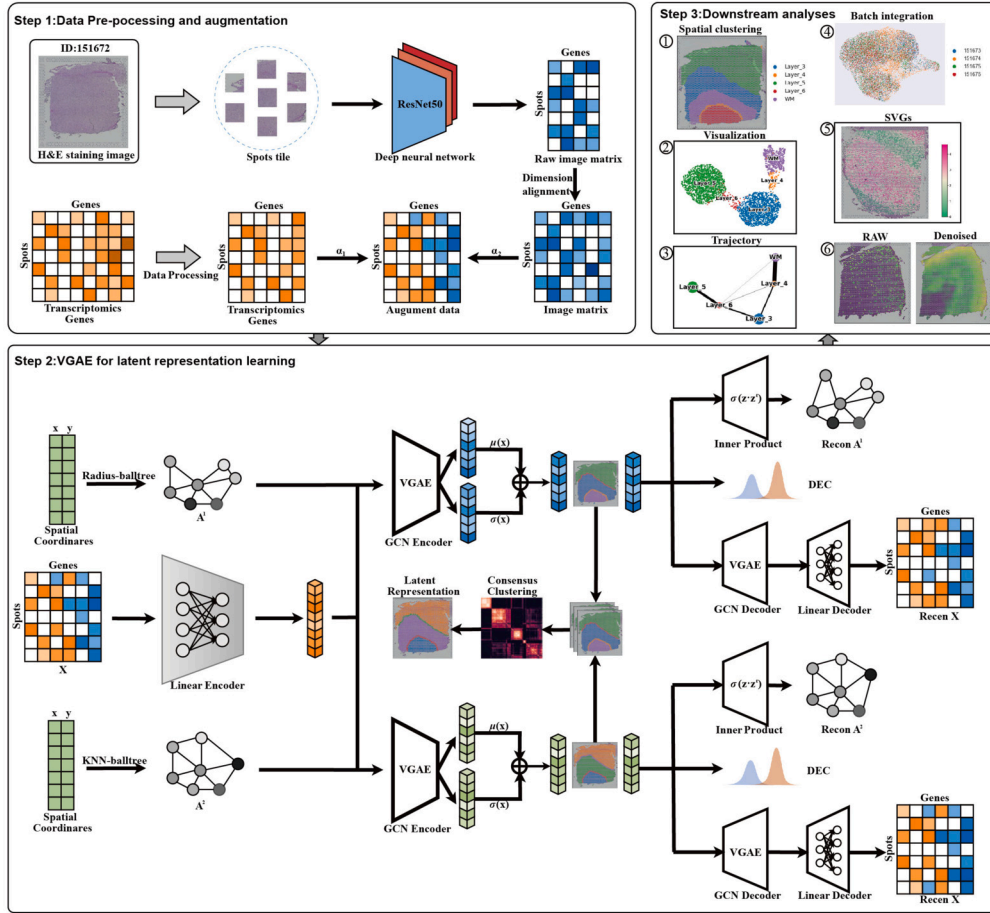 Step 1:Data Pre-pocessing and augmentation
ID:151672
H&E staining image
Spots tile
ResNet50
Deep neural network
Genes
Spots
Raw image matrix
Dimension
alignment
Genes
Spots
Transcriptomics
Genes
Data Processing
Genes
Spots
Transcriptomics
Genes
α1
Genes
Augument data
α2
Genes
Spots
Image matrix
Step 3:Downstream analyses
①
Spatial clustering
Layer_3
Layer_4
Layer_5
Layer_6
WM
Visualization
②
WM
Layer_4
Layer_5
Layer_6
Layer_3
Trajectory
③
WM
Layer_5
Layer_4
Layer_6
Layer_3
Batch integration
④
151673
151674
151675
151676
SVGs
⑤
⑥
RAW
Denoised
Step 2:VGAE for latent representation learning
x y
Spatial
Coordinares
Radius-balltree
A1
Genes
Spots
X
Linear Encoder
x y
Spatial
Coordinares
KNN-balltree
A2
VGAE
GCN Encoder
μ(x)
σ(x)
Latent
Representation
Consensus
Clustering
VGAE
GCN Encoder
μ(x)
σ(x)
σ(z·zᵀ)
Inner Product
Recon A1
DEC
VGAE
GCN Decoder
Linear Decoder
Genes
Spots
Recen X
σ(z·zᵀ)
Inner Product
Recon A2
DEC
VGAE
GCN Decoder
Linear Decoder
Genes
Spots
Recen X